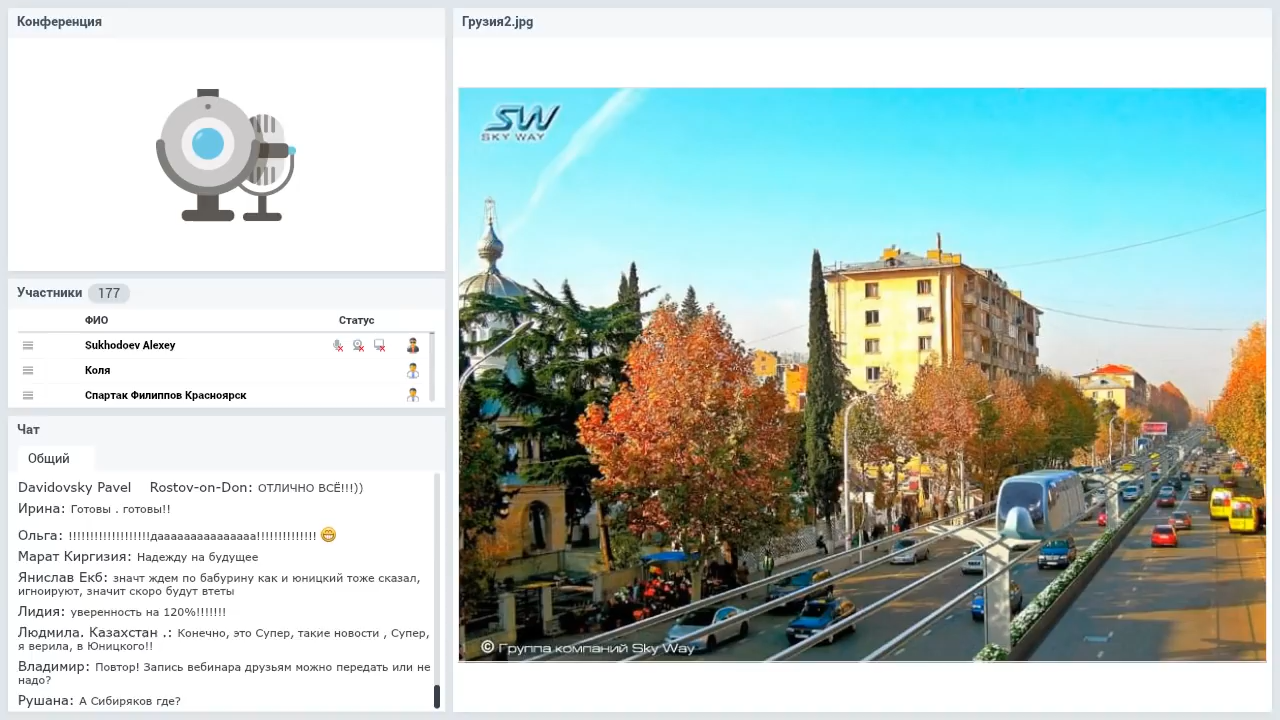 Конференция
Участники 177
ФИО Статус
Sukhodoev Alexey
Коля
Спартак Филиппов Красноярск
Чат
Общий
Davidovsky Pavel Rostov-on-Don: ОТЛИЧНО ВСЁ!!!))
Ирина: Готовы . готовы!!
Ольга: !!!!!!!!!!!!!!!!!!!даааааааааааааааа!!!!!!!!!!!!!!
Марат Киргизия: Надежду на будущее
Янислав Екб: значт ждем по бабурину как и юницкий тоже сказал,
игноируют, значит скоро будут втеты
Лидия: уверенность на 120%!!!!!!!
Людмила. Казахстан .: Конечно, это Супер, такие новости , Супер,
я верила, в Юницкого!!
Владимир: Повтор! Запись вебинара друзьям можно передать или не
надо?
Рушана: А Сибиряков где?
Грузия2.jpg
SW
SKY WAY
© Группа компаний Sky Way